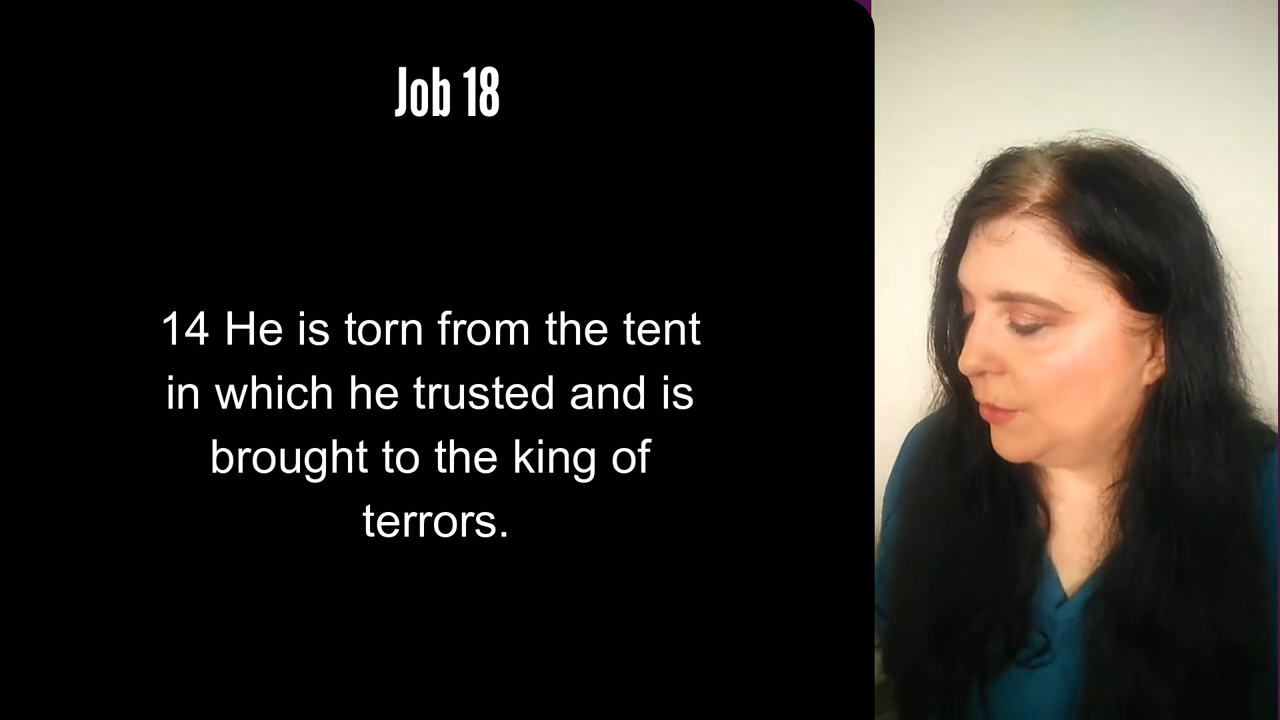 Job 18
14 He is torn from the tent
in which he trusted and is
brought to the king of
terrors.